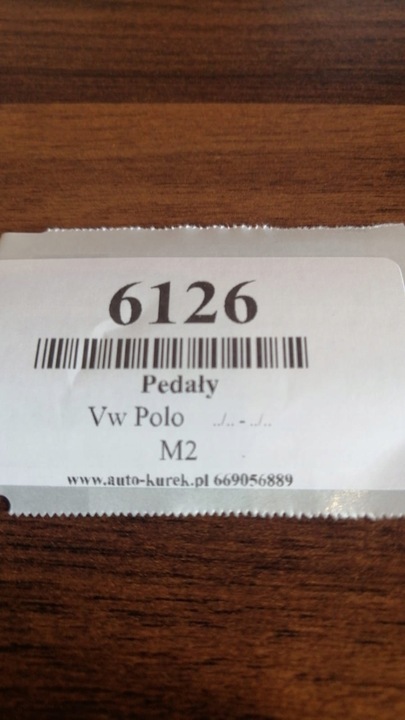 6126
Pedały
Vw Polo ../.. - ../..
M2
www.auto-kurek.pl 669056889